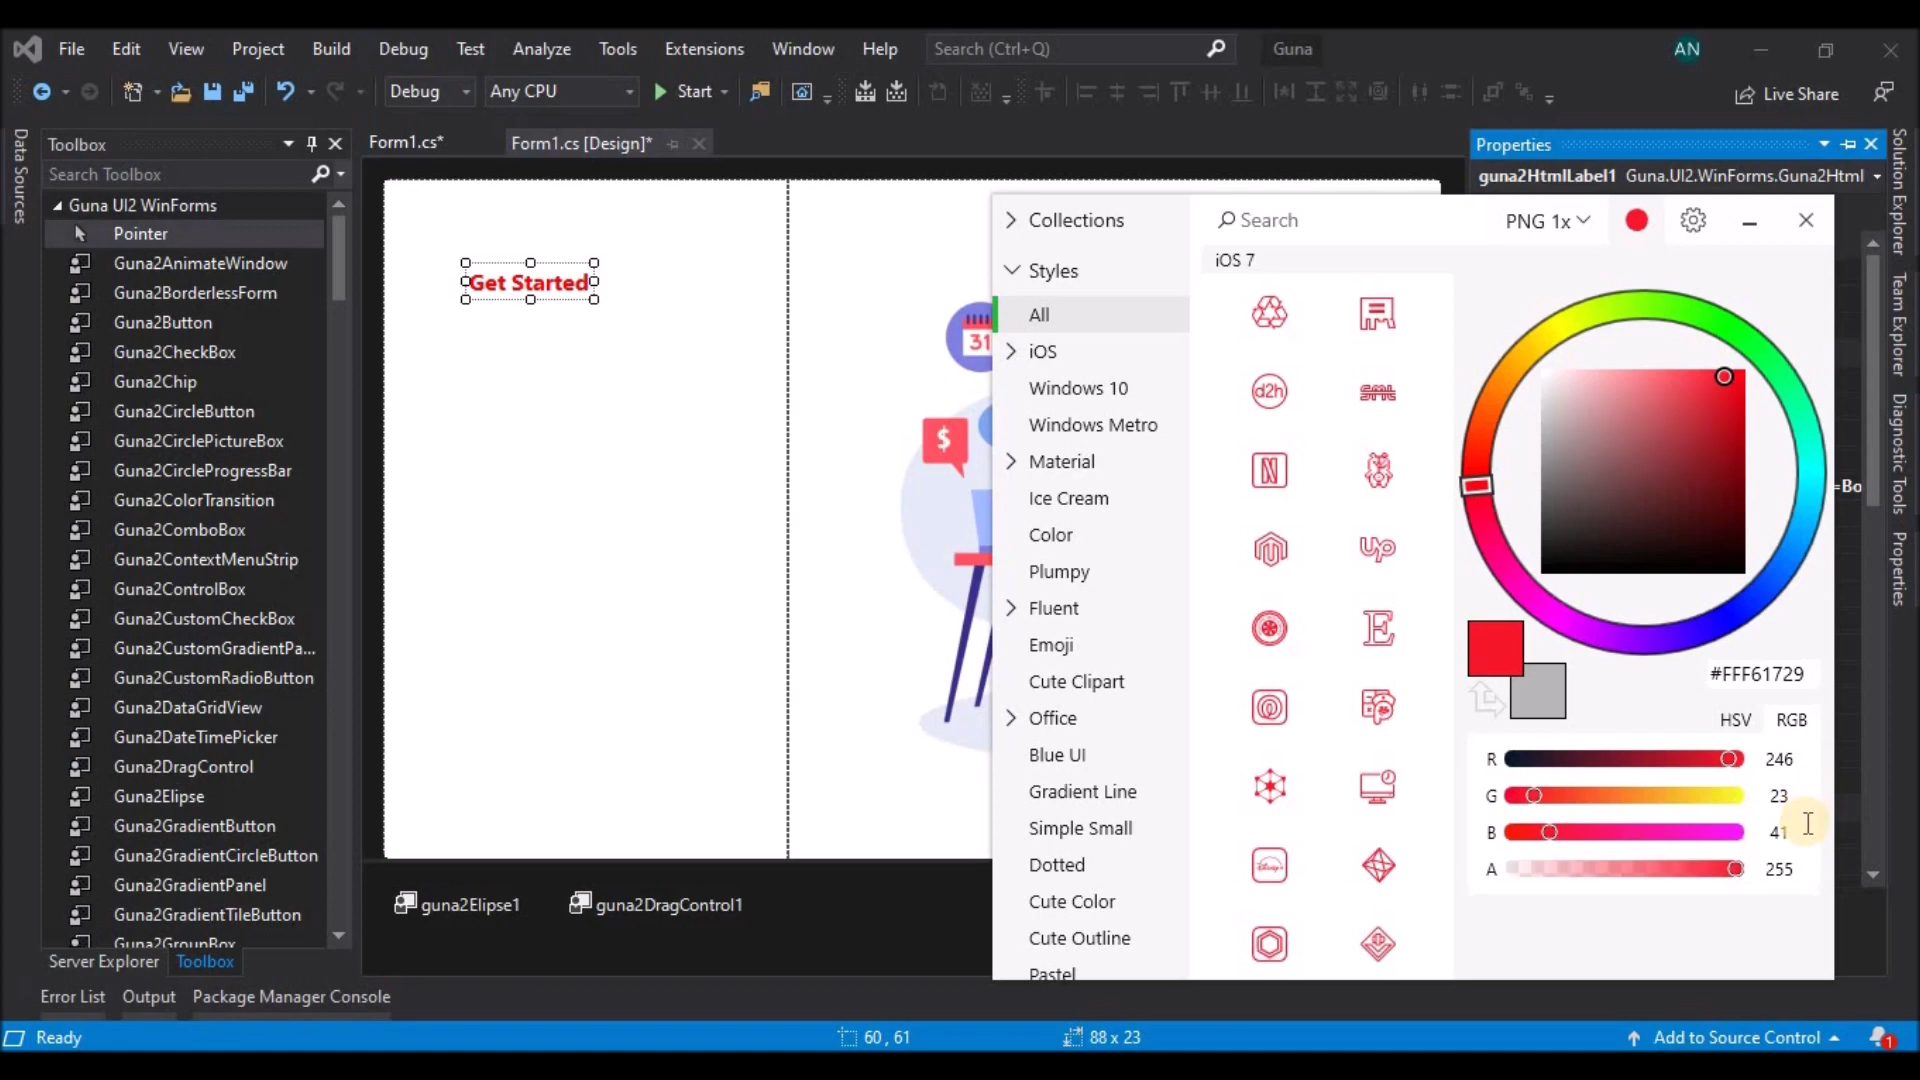 File Edit View Project Build Debug Test Analyze Tools Extensions Window Help Search (Ctrl+Q) Guna AN
Debug Any CPU Start Live Share
Data Sources
Toolbox
Search Toolbox
Guna UI2 WinForms
Pointer
Guna2AnimateWindow
Guna2BorderlessForm
Guna2Button
Guna2CheckBox
Guna2Chip
Guna2CircleButton
Guna2CirclePictureBox
Guna2CircleProgressBar
Guna2ColorTransition
Guna2ComboBox
Guna2ContextMenuStrip
Guna2ControlBox
Guna2CustomCheckBox
Guna2CustomGradientPa...
Guna2CustomRadioButton
Guna2DataGridView
Guna2DateTimePicker
Guna2DragControl
Guna2Elipse
Guna2GradientButton
Guna2GradientCircleButton
Guna2GradientPanel
Guna2GradientTileButton
Guna2GroupBox
Server Explorer Toolbox
Form1.cs* Form1.cs [Design]*
Get Started
31
$
guna2Elipse1 guna2DragControl1
Properties
guna2HtmlLabel1 Guna.UI2.WinForms.Guna2Html
=Bo
Collections
Styles
All
iOS
Windows 10
Windows Metro
Material
Ice Cream
Color
Plumpy
Fluent
Emoji
Cute Clipart
Office
Blue UI
Gradient Line
Simple Small
Dotted
Cute Color
Cute Outline
Pastel
Search PNG 1x
iOS 7
d2h
smt
N
up
E
Disney+
#FFF61729
HSV RGB
R 246
G 23
B 41
A 255
Solution Explorer
Team Explorer
Diagnostic Tools
Properties
Error List Output Package Manager Console
Ready 60 , 61 88 x 23 Add to Source Control 1